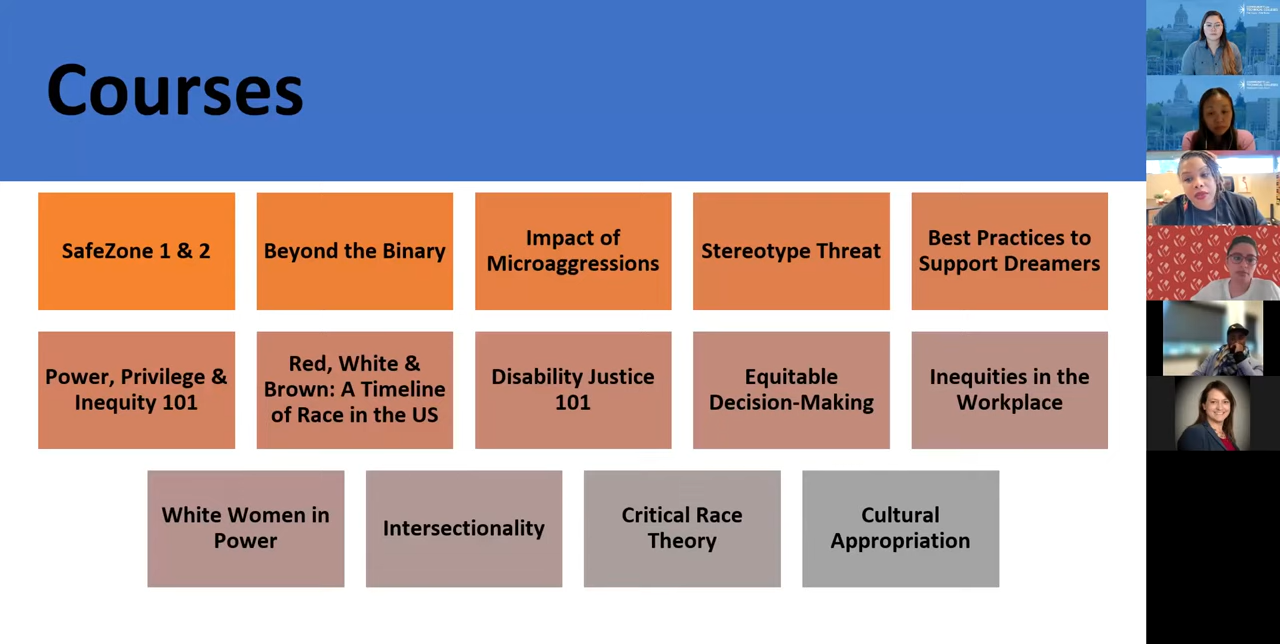 Courses
SafeZone 1 & 2
Beyond the Binary
Impact of
Microaggressions
Stereotype Threat
Best Practices to
Support Dreamers
Power, Privilege &
Inequity 101
Red, White &
Brown: A Timeline
of Race in the US
Disability Justice
101
Equitable
Decision-Making
Inequities in the
Workplace
White Women in
Power
Intersectionality
Critical Race
Theory
Cultural
Appropriation